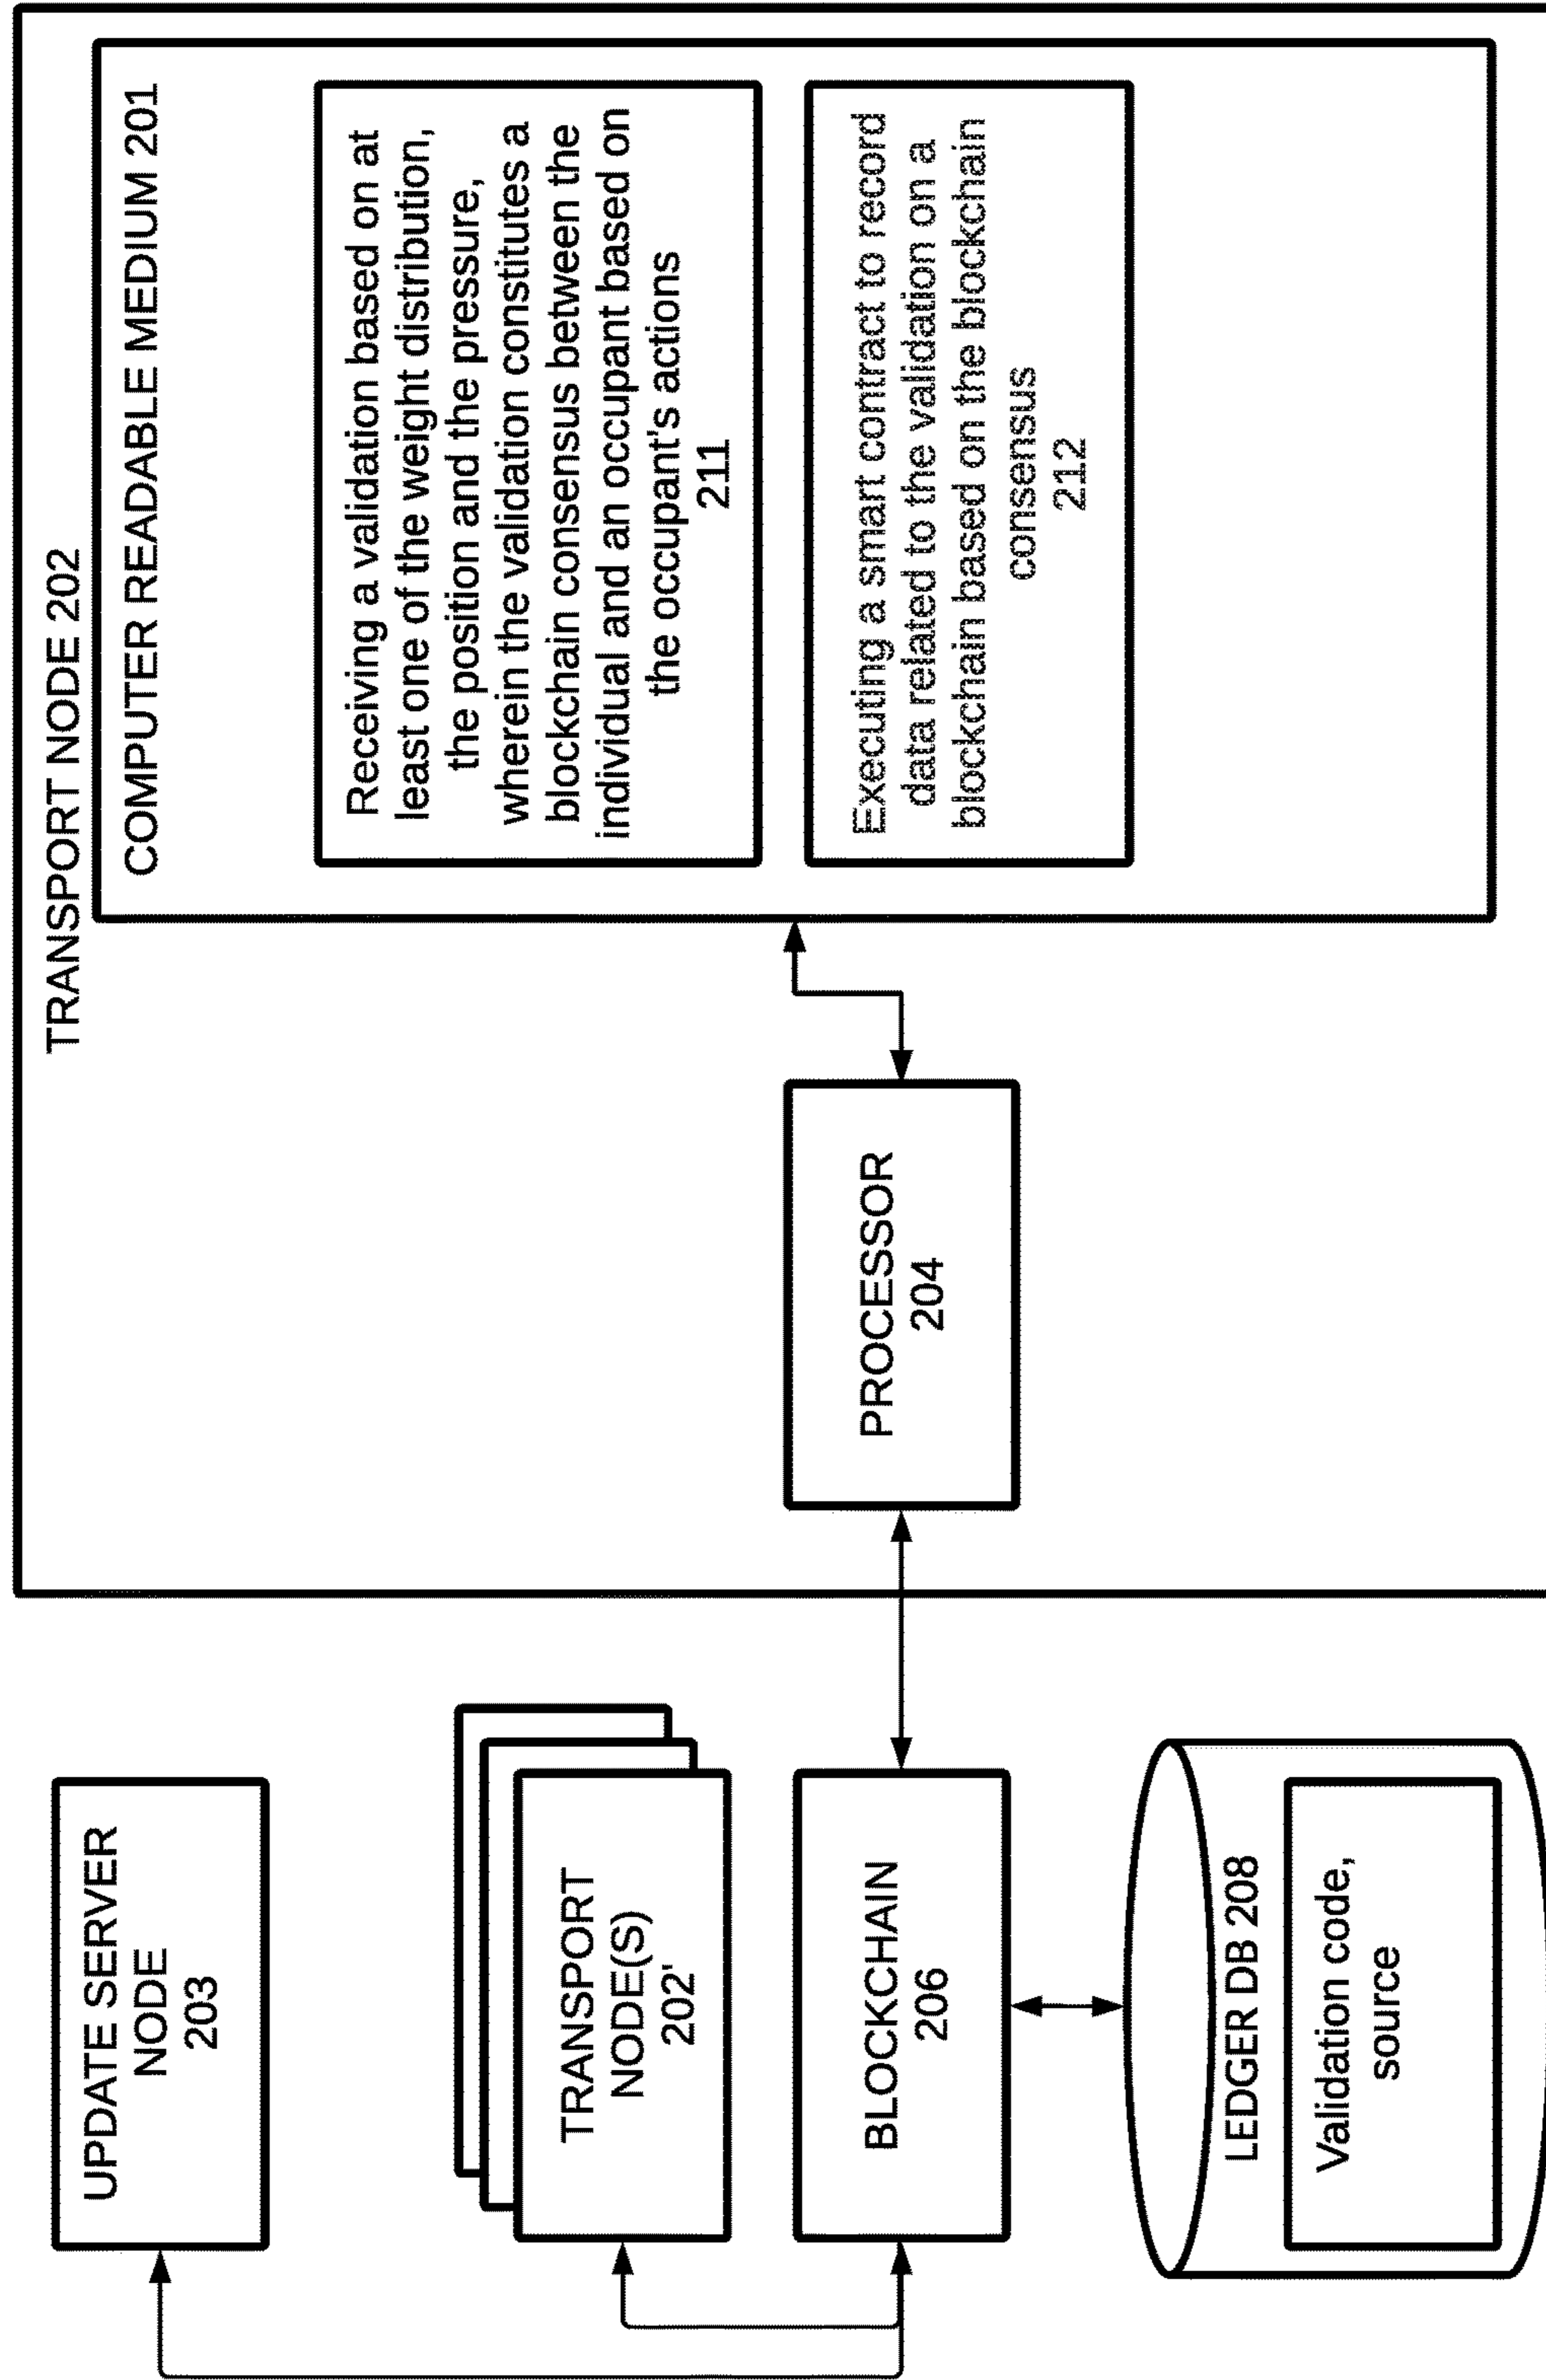 TRANSPORT NODE 202
COMPUTER READABLE MEDIUM 201
Receiving a validation based on at
least one of the weight distribution,
the position and the pressure,
wherein the validation constitutes a
blockchain consensus between the
individual and an occupant based on
the occupant's actions
211
Executing a smart contract to record
data related to the validation on a
blockchain based on the blockchain
consensus
212
PROCESSOR
204
UPDATE SERVER
NODE
203
TRANSPORT
NODE(S)
202'
BLOCKCHAIN
206
LEDGER DB 208
Validation code,
source